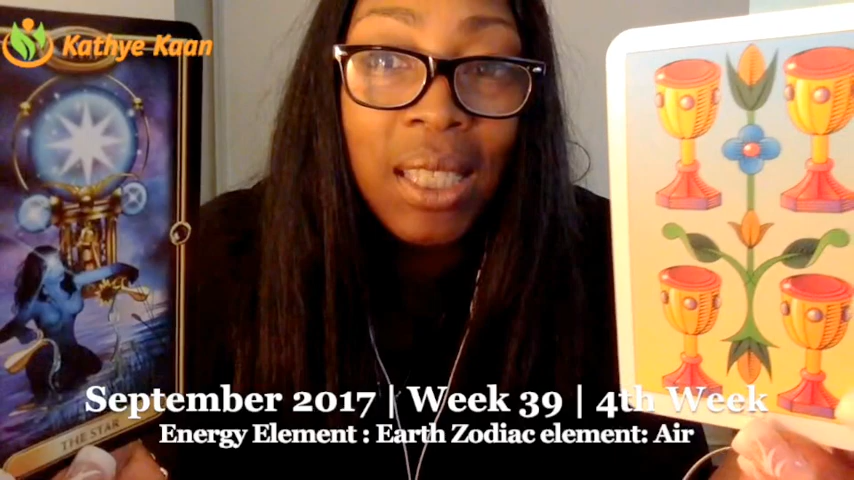 Kathye Kaan
THE STAR
September 2017 | Week 39 | 4th Week
Energy Element : Earth Zodiac element: Air